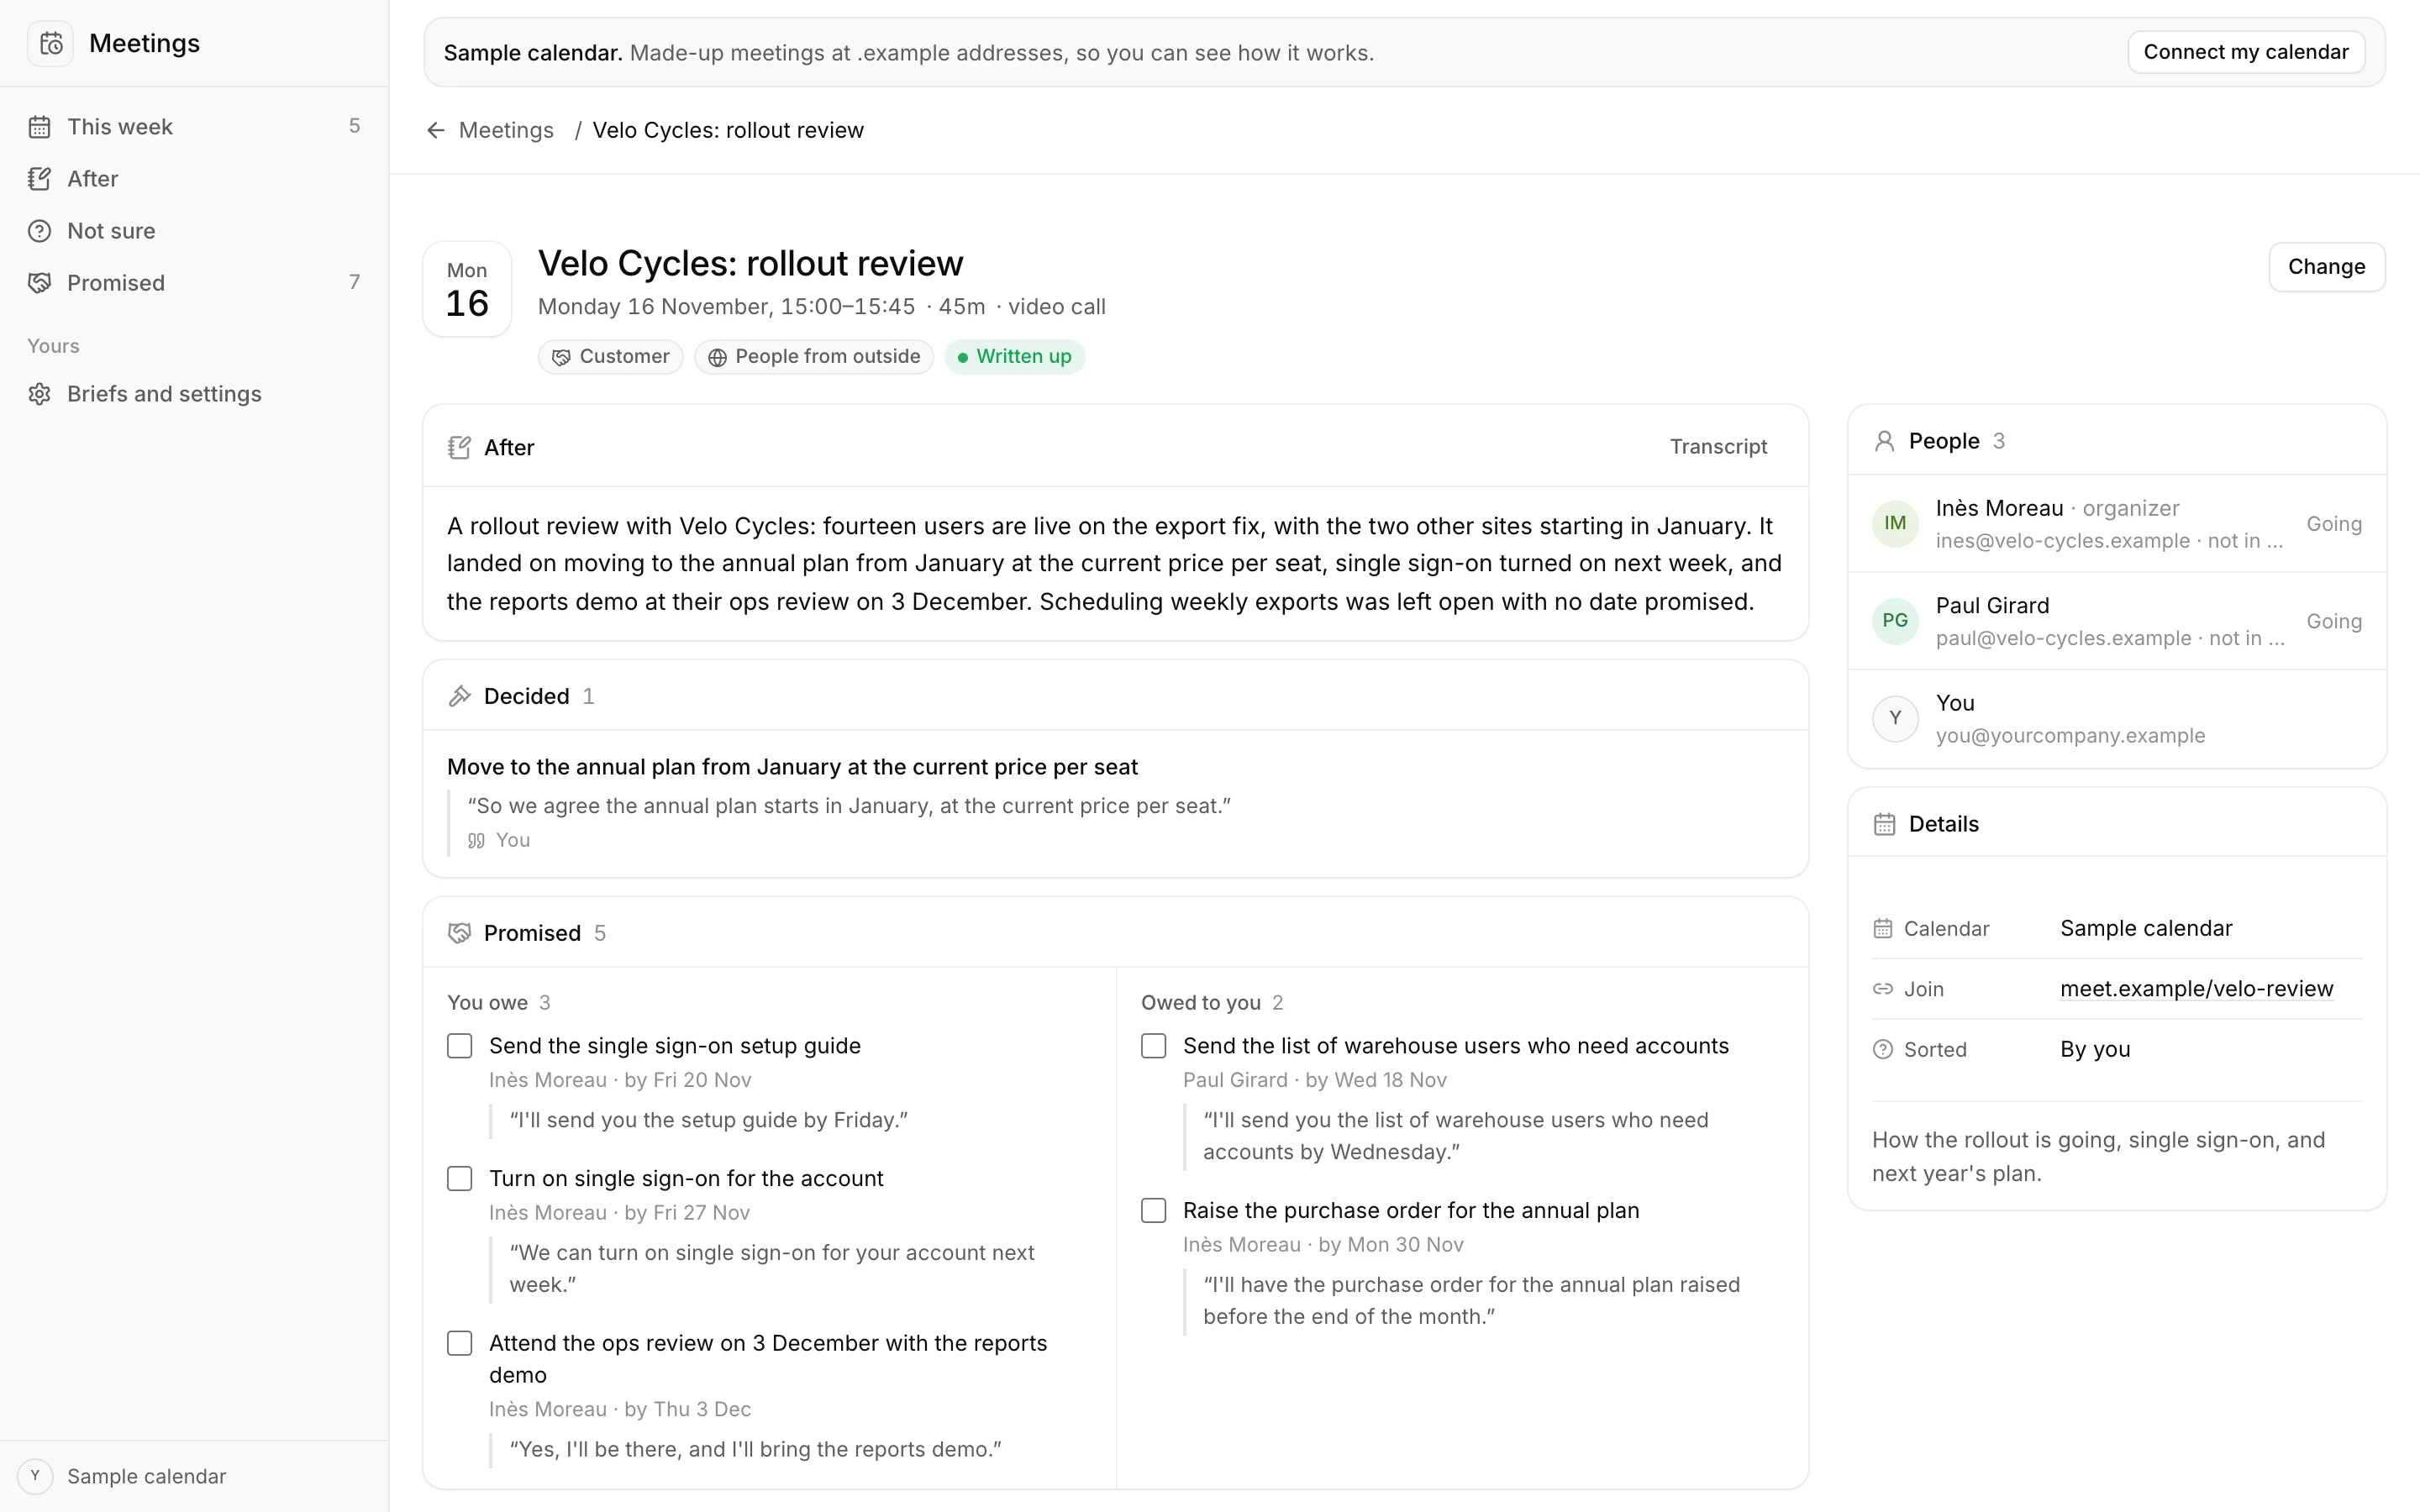 Meetings
This week 5
After
Not sure
Promised 7
Yours
Briefs and settings
Y Sample calendar
Sample calendar. Made-up meetings at .example addresses, so you can see how it works.
Connect my calendar
Meetings / Velo Cycles: rollout review
Mon
16
Velo Cycles: rollout review
Monday 16 November, 15:00–15:45 · 45m · video call
Customer
People from outside
Written up
Change
After
Transcript
A rollout review with Velo Cycles: fourteen users are live on the export fix, with the two other sites starting in January. It
landed on moving to the annual plan from January at the current price per seat, single sign-on turned on next week, and
the reports demo at their ops review on 3 December. Scheduling weekly exports was left open with no date promised.
Decided 1
Move to the annual plan from January at the current price per seat
“So we agree the annual plan starts in January, at the current price per seat.”
You
Promised 5
You owe 3
Send the single sign-on setup guide
Inès Moreau · by Fri 20 Nov
“I'll send you the setup guide by Friday.”
Turn on single sign-on for the account
Inès Moreau · by Fri 27 Nov
“We can turn on single sign-on for your account next
week.”
Attend the ops review on 3 December with the reports
demo
Inès Moreau · by Thu 3 Dec
“Yes, I'll be there, and I'll bring the reports demo.”
Owed to you 2
Send the list of warehouse users who need accounts
Paul Girard · by Wed 18 Nov
“I'll send you the list of warehouse users who need
accounts by Wednesday.”
Raise the purchase order for the annual plan
Inès Moreau · by Mon 30 Nov
“I'll have the purchase order for the annual plan raised
before the end of the month.”
People 3
IM
Inès Moreau · organizer
ines@velo-cycles.example · not in ...
Going
PG
Paul Girard
paul@velo-cycles.example · not in ...
Going
Y
You
you@yourcompany.example
Details
Calendar Sample calendar
Join meet.example/velo-review
Sorted By you
How the rollout is going, single sign-on, and
next year's plan.